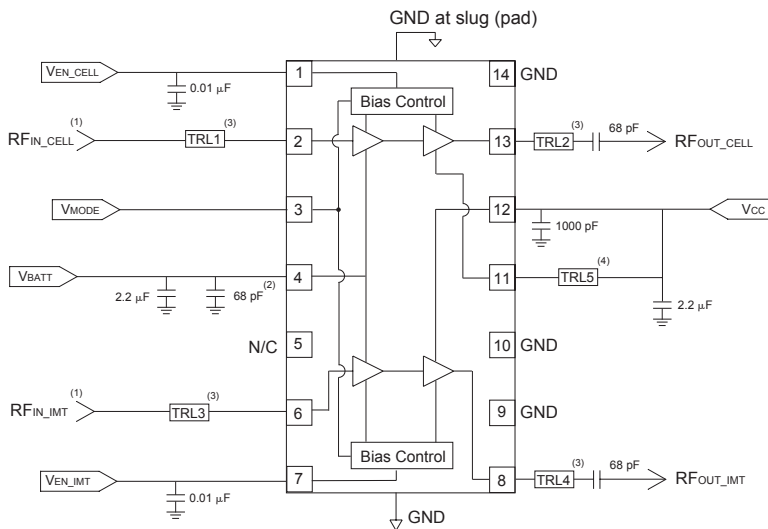 GND at slug (pad)
VEN_CELL
0.01 µF
1
14
GND
Bias Control
(1)
RFIN_CELL
(3)
TRL1
2
13
(3)
TRL2
68 pF
RFOUT_CELL
VMODE
3
12
1000 pF
VCC
VBATT
2.2 µF
68 pF
(2)
4
11
(4)
TRL5
2.2 µF
N/C
5
10
GND
(1)
RFIN_IMT
(3)
TRL3
6
9
GND
Bias Control
VEN_IMT
0.01 µF
7
8
(3)
TRL4
68 pF
RFOUT_IMT
GND